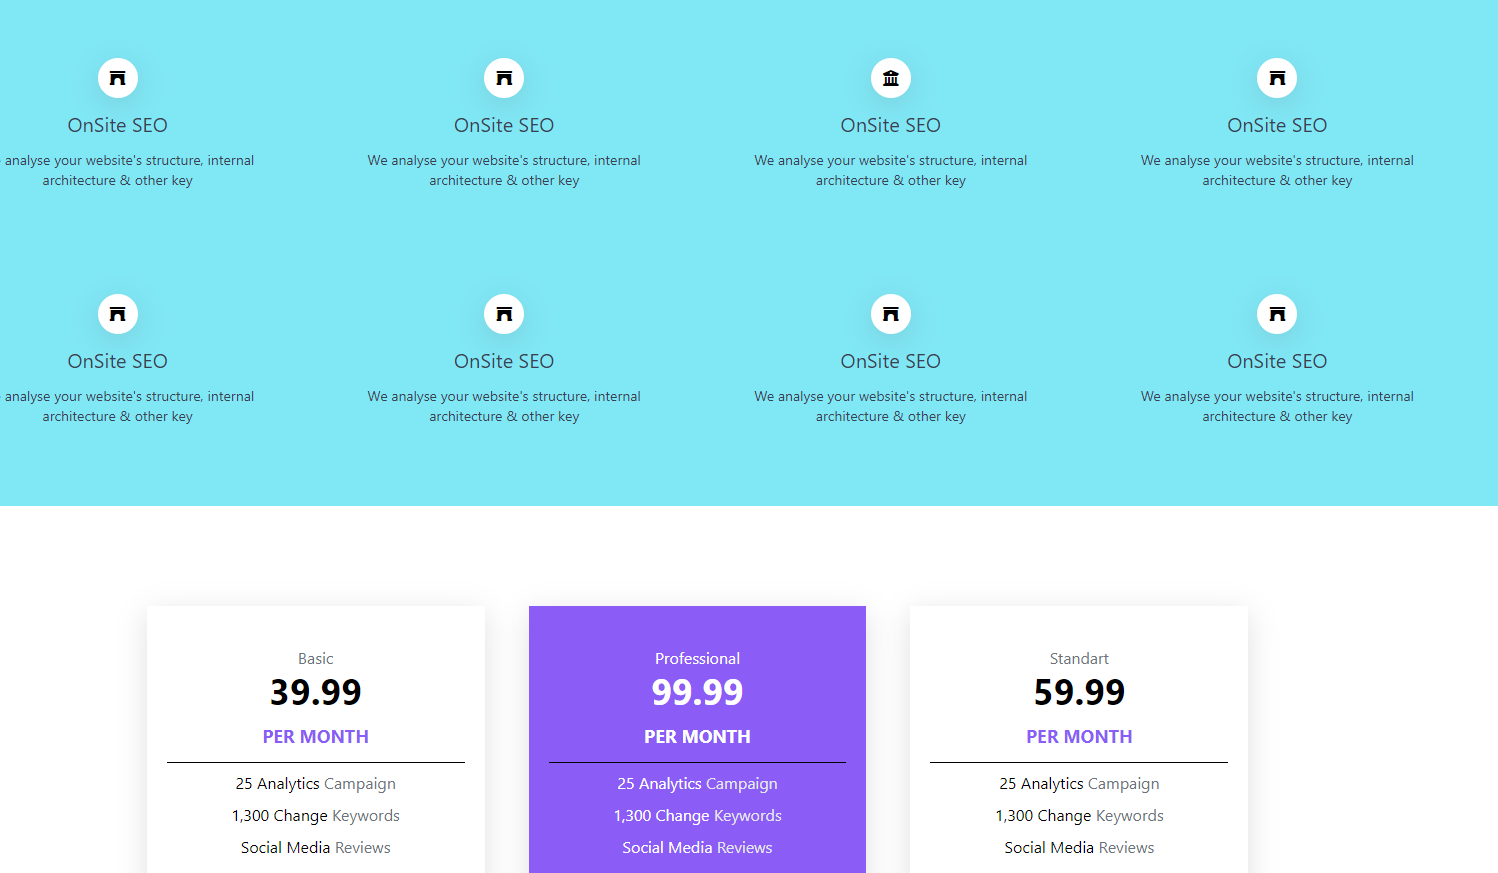 OnSite SEO
analyse your website's structure, internal
architecture & other key
OnSite SEO
We analyse your website's structure, internal
architecture & other key
OnSite SEO
We analyse your website's structure, internal
architecture & other key
OnSite SEO
We analyse your website's structure, internal
architecture & other key
OnSite SEO
analyse your website's structure, internal
architecture & other key
OnSite SEO
We analyse your website's structure, internal
architecture & other key
OnSite SEO
We analyse your website's structure, internal
architecture & other key
OnSite SEO
We analyse your website's structure, internal
architecture & other key
Basic
39.99
PER MONTH
25 Analytics Campaign
1,300 Change Keywords
Social Media Reviews
Professional
99.99
PER MONTH
25 Analytics Campaign
1,300 Change Keywords
Social Media Reviews
Standart
59.99
PER MONTH
25 Analytics Campaign
1,300 Change Keywords
Social Media Reviews